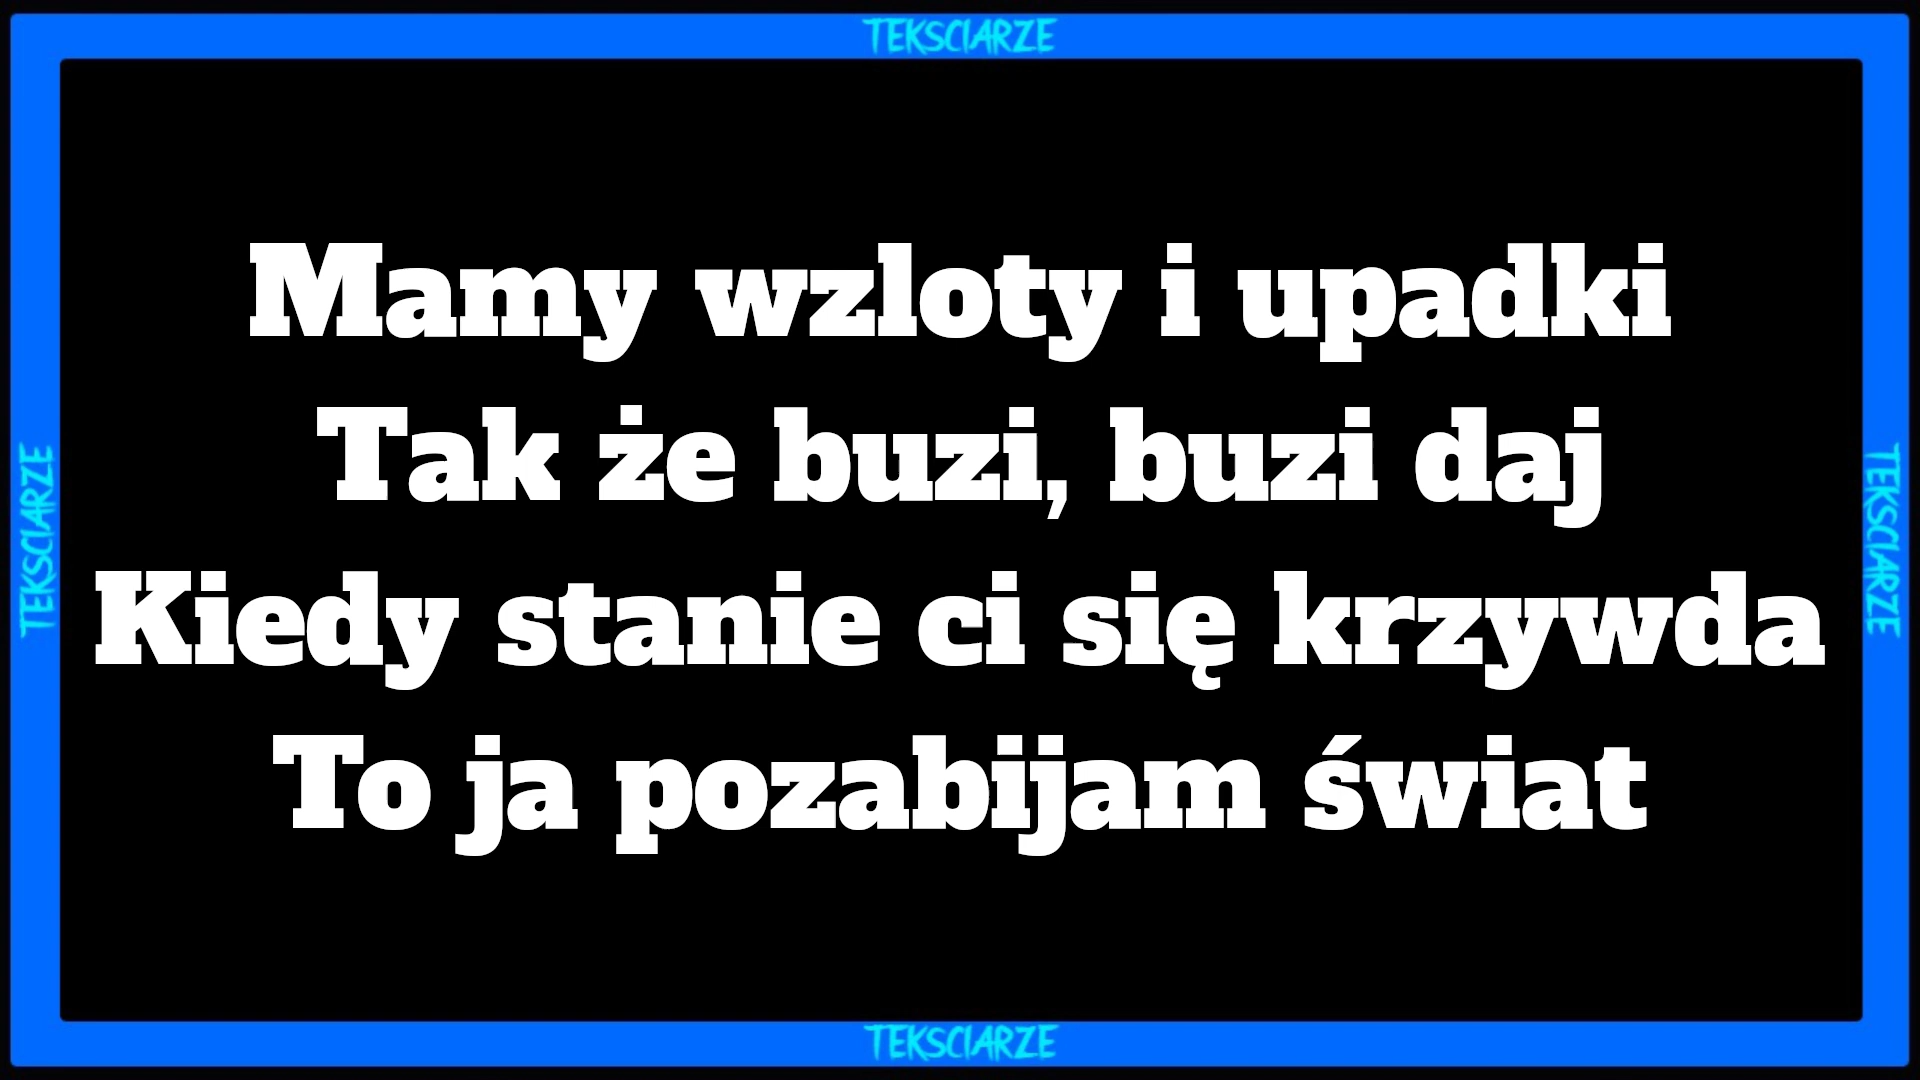 TEKSCIARZE
Mamy wzloty i upadki
Tak że buzi, buzi daj
TEKSCIARZE
TEKSCIARZE
Kiedy stanie ci się krzywda
To ja pozabijam świat
TEKSCIARZE